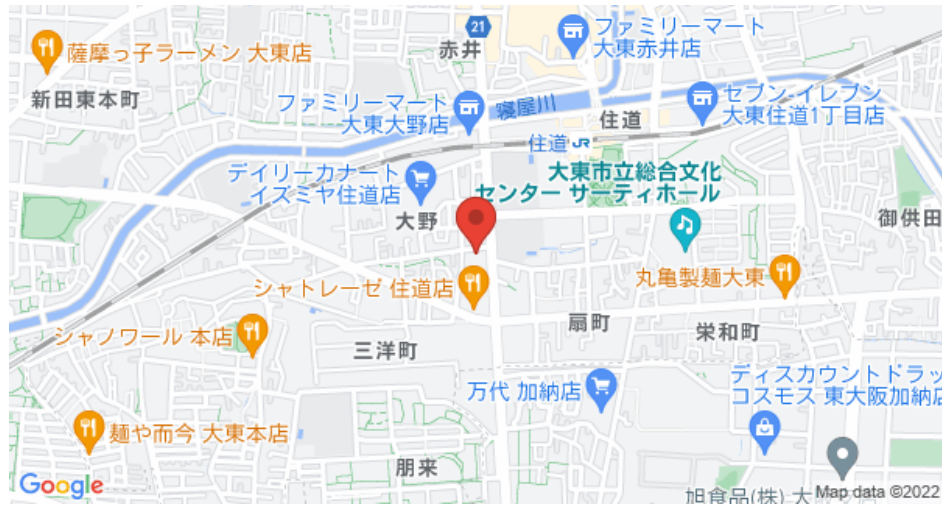 21
ファミリーマート
大東赤井店
薩摩っ子ラーメン 大東店
赤井
新田東本町
ファミリーマート
大東大野店
寝屋川
住道
セブン-イレブン
大東住道1丁目店
住道 JR
デイリーカナート
イズミヤ住道店
大東市立総合文化
センター サーティホール
大野
御供田
シャトレーゼ 住道店
丸亀製麺大東
シャノワール 本店
扇町
栄和町
三洋町
万代 加納店
ディスカウントドラッ
コスモス 東大阪加納店
麺や而今 大東本店
朋来
Google
旭食品(株) 大
Map data ©2022